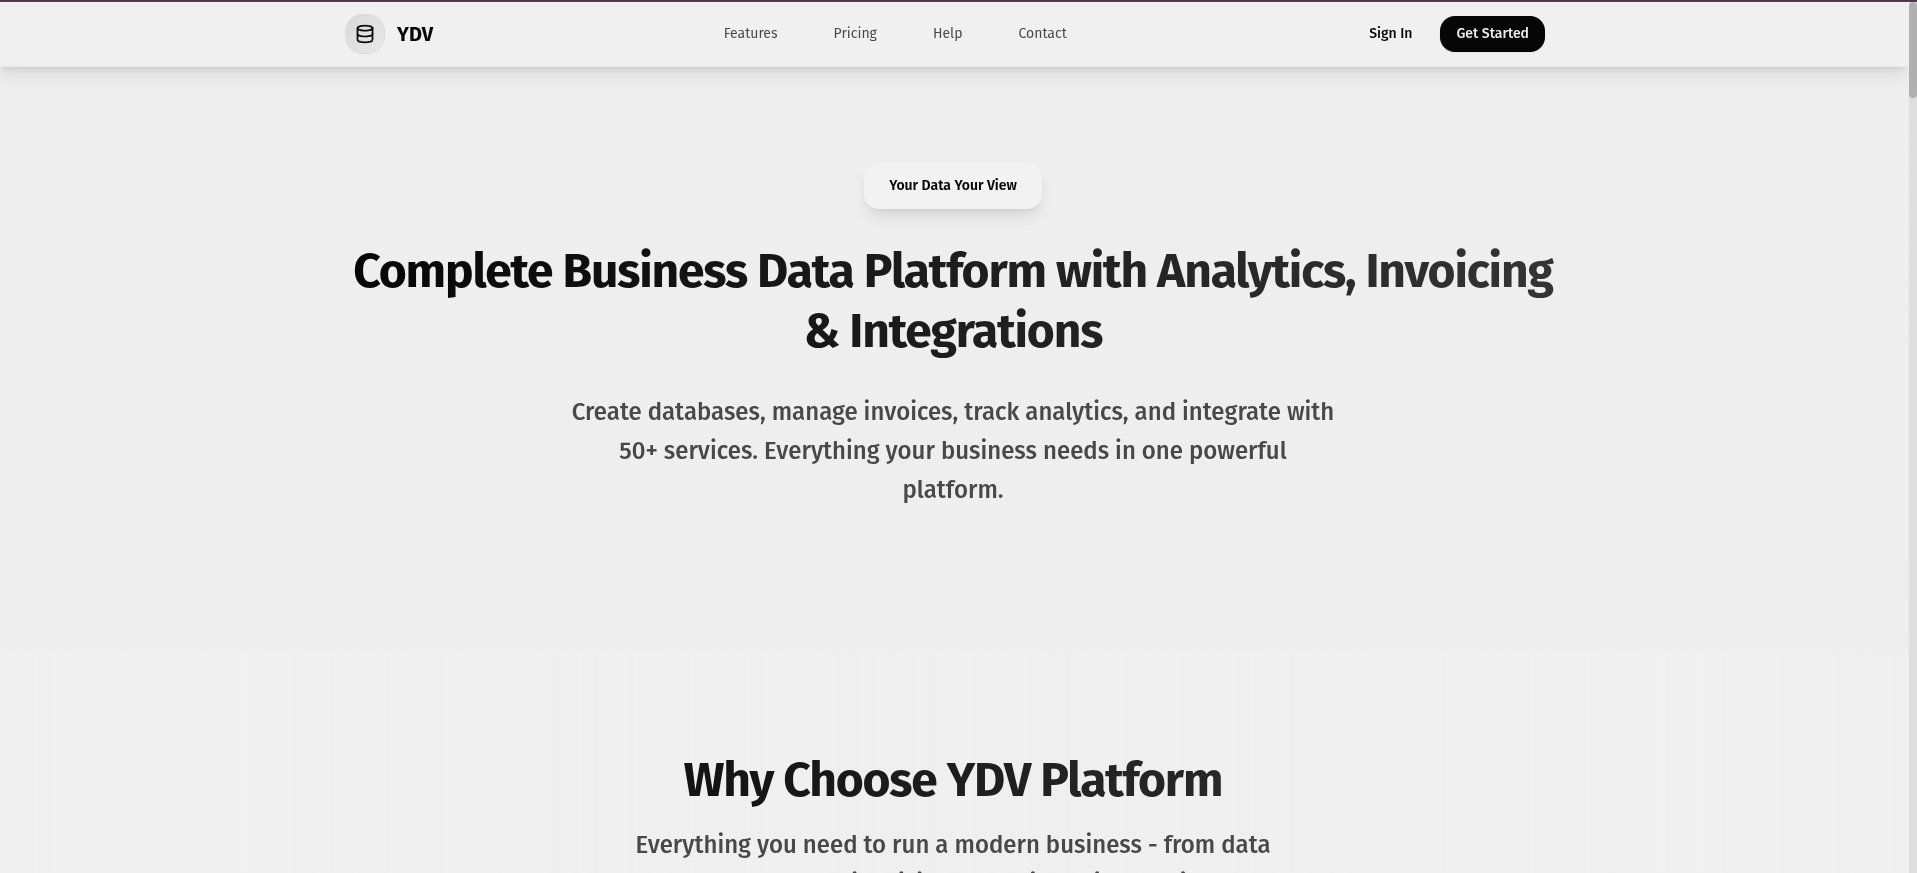 YDV
Features
Pricing
Help
Contact
Sign In
Get Started
Your Data Your View
Complete Business Data Platform with Analytics, Invoicing
& Integrations
Create databases, manage invoices, track analytics, and integrate with
50+ services. Everything your business needs in one powerful
platform.
Why Choose YDV Platform
Everything you need to run a modern business - from data